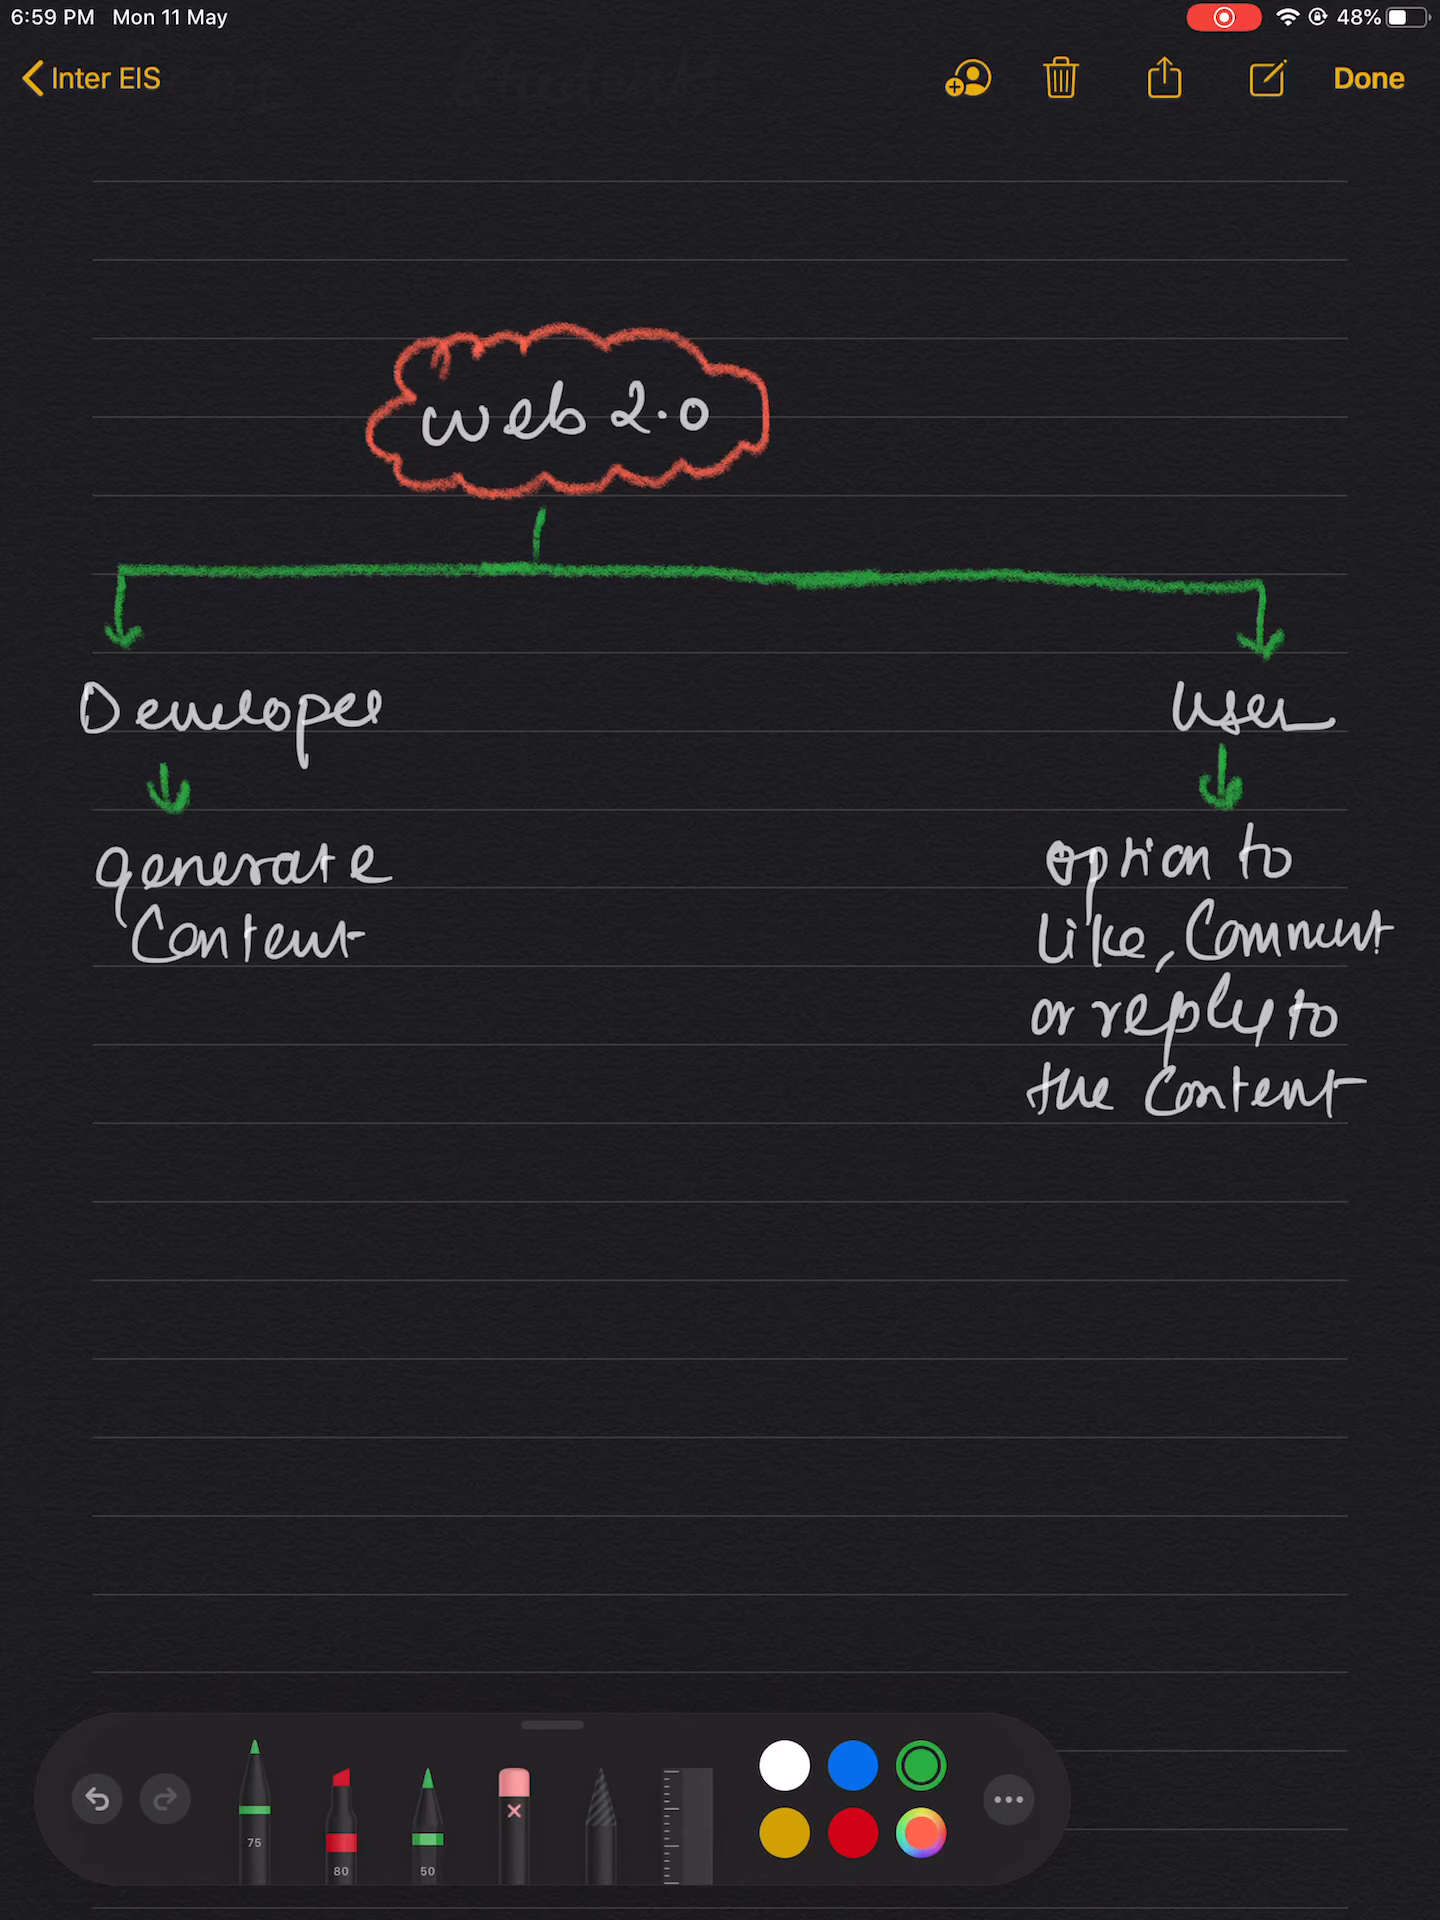 6:59 PM Mon 11 May
48%
Inter EIS
Done
Web 2.0
Developer
User
generate
Content
option to
Like, Comment
or reply to
the Content
75
80
50